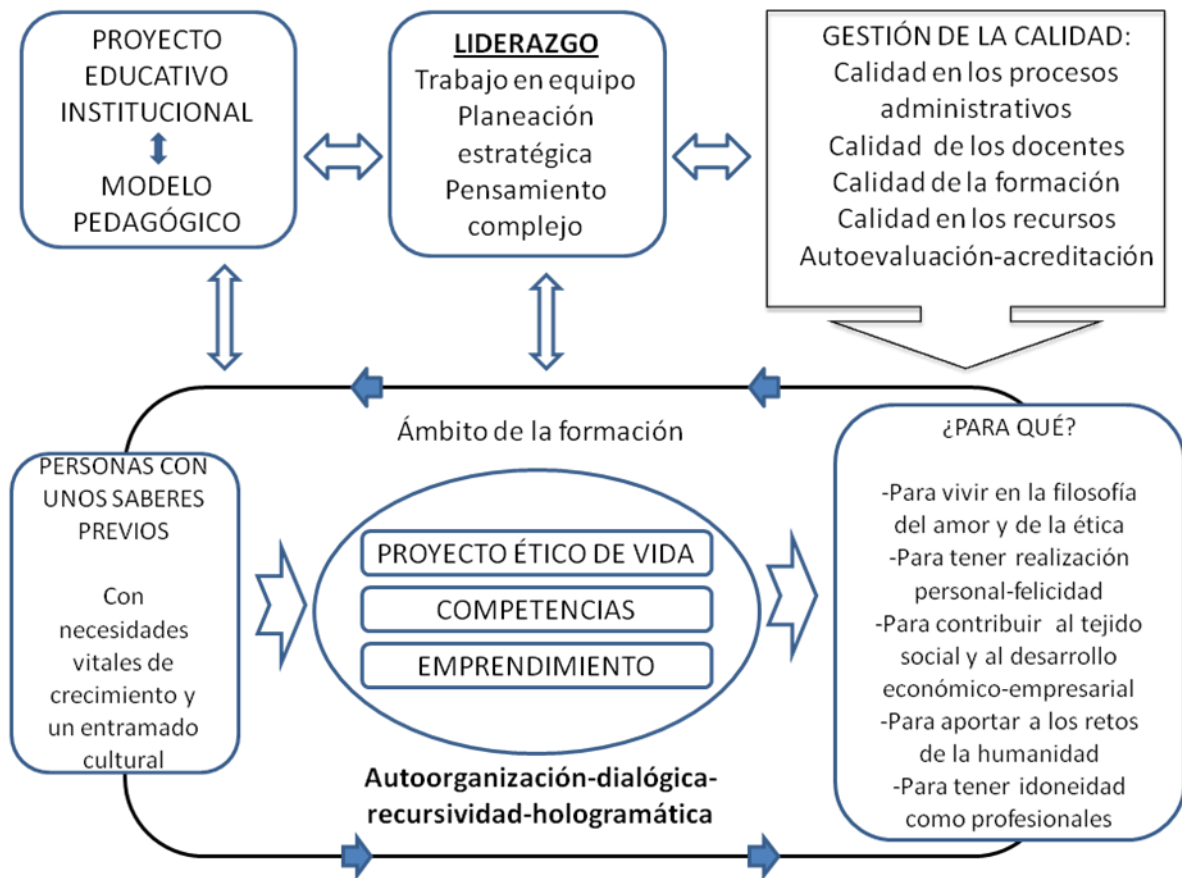 PROYECTO
EDUCATIVO
INSTITUCIONAL
MODELO
PEDAGÓGICO
LIDERAZGO
Trabajo en equipo
Planeación
estratégica
Pensamiento
complejo
GESTIÓN DE LA CALIDAD:
Calidad en los procesos
administrativos
Calidad de los docentes
Calidad de la formación
Calidad en los recursos
Autoevaluación-acreditación
Ámbito de la formación
PERSONAS CON
UNOS SABERES
PREVIOS
Con
necesidades
vitales de
crecimiento y
un entramado
cultural
PROYECTO ÉTICO DE VIDA
COMPETENCIAS
EMPRENDIMIENTO
Autoorganización-dialógica-
recursividad-hologramática
¿PARA QUÉ?
-Para vivir en la filosofía
del amor y de la ética
-Para tener realización
personal-felicidad
-Para contribuir al tejido
social y al desarrollo
económico-empresarial
-Para aportar a los retos
de la humanidad
-Para tener idoneidad
como profesionales